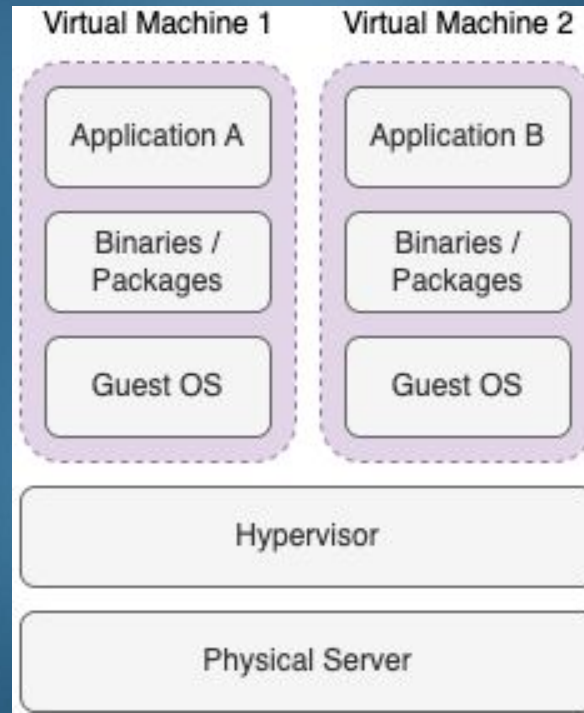 Virtual Machine 1
Virtual Machine 2
Application A
Application B
Binaries /
Packages
Binaries /
Packages
Guest OS
Guest OS
Hypervisor
Physical Server